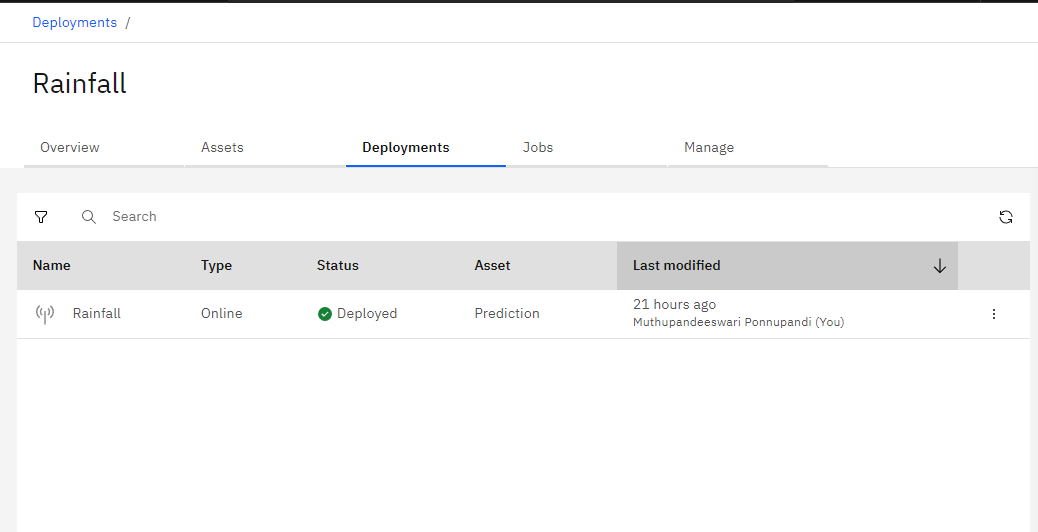 Deployments /
Rainfall
Overview Assets Deployments Jobs Manage
Search
Name Type Status Asset Last modified
Rainfall Online Deployed Prediction 21 hours ago
Muthupandeeswari Ponnupandi (You)